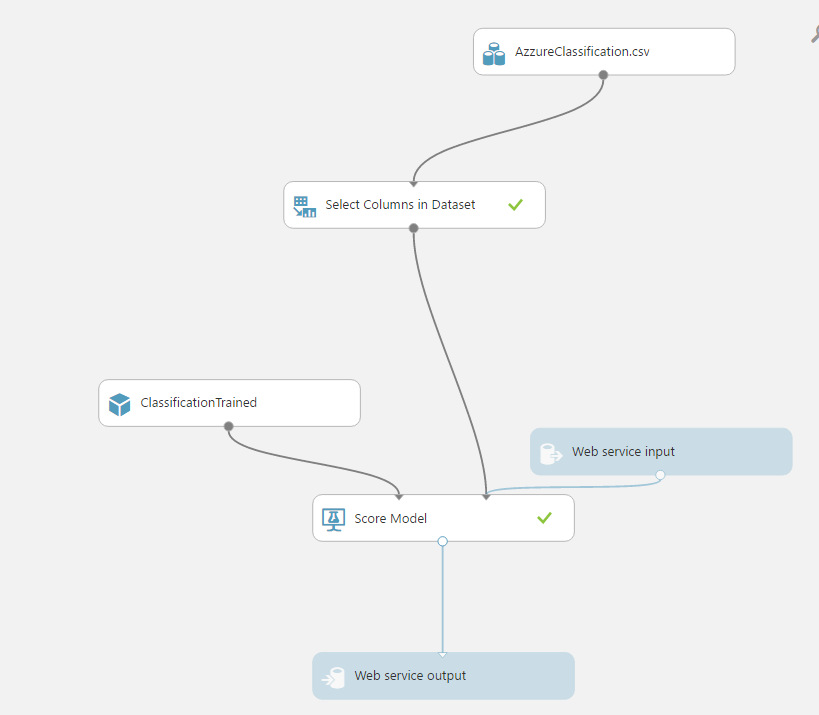 AzzureClassification.csv
Select Columns in Dataset
ClassificationTrained
Web service input
Score Model
Web service output